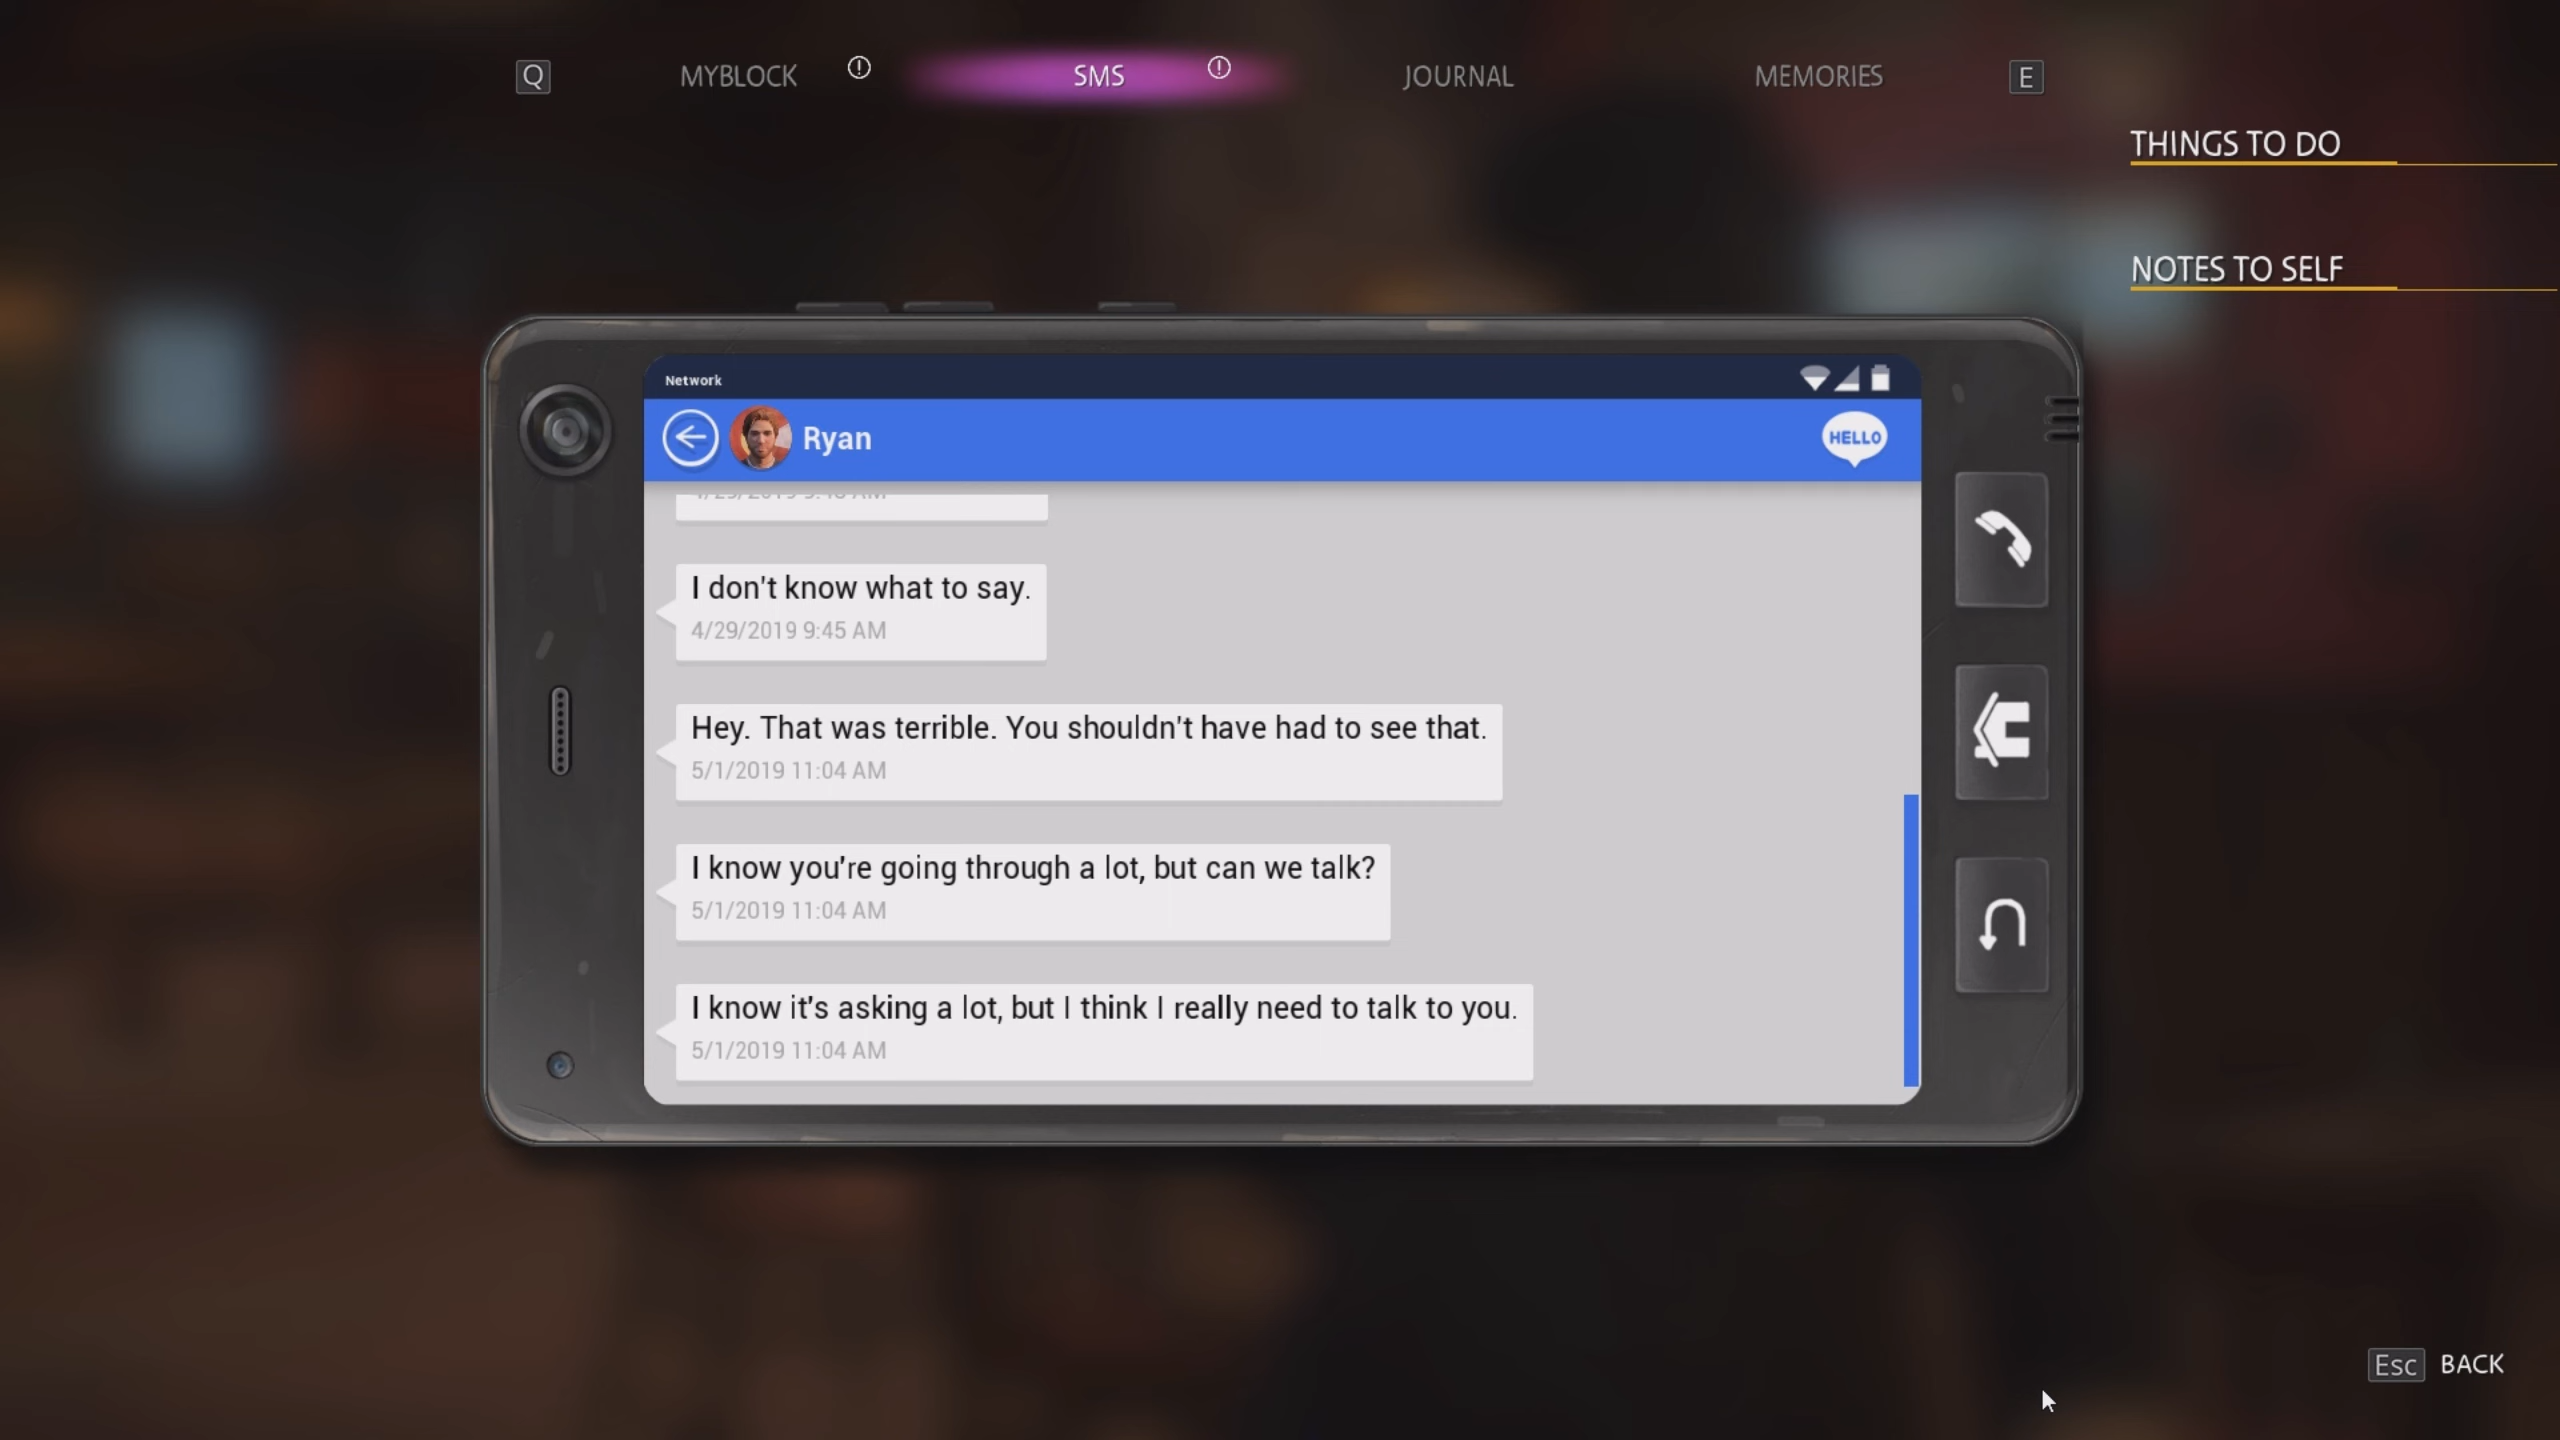 Q
MYBLOCK
SMS
JOURNAL
MEMORIES
E
THINGS TO DO
NOTES TO SELF
Network
Ryan
HELLO
I don't know what to say.
4/29/2019 9:45 AM
Hey. That was terrible. You shouldn't have had to see that.
5/1/2019 11:04 AM
I know you're going through a lot, but can we talk?
5/1/2019 11:04 AM
I know it's asking a lot, but I think I really need to talk to you.
5/1/2019 11:04 AM
Esc BACK